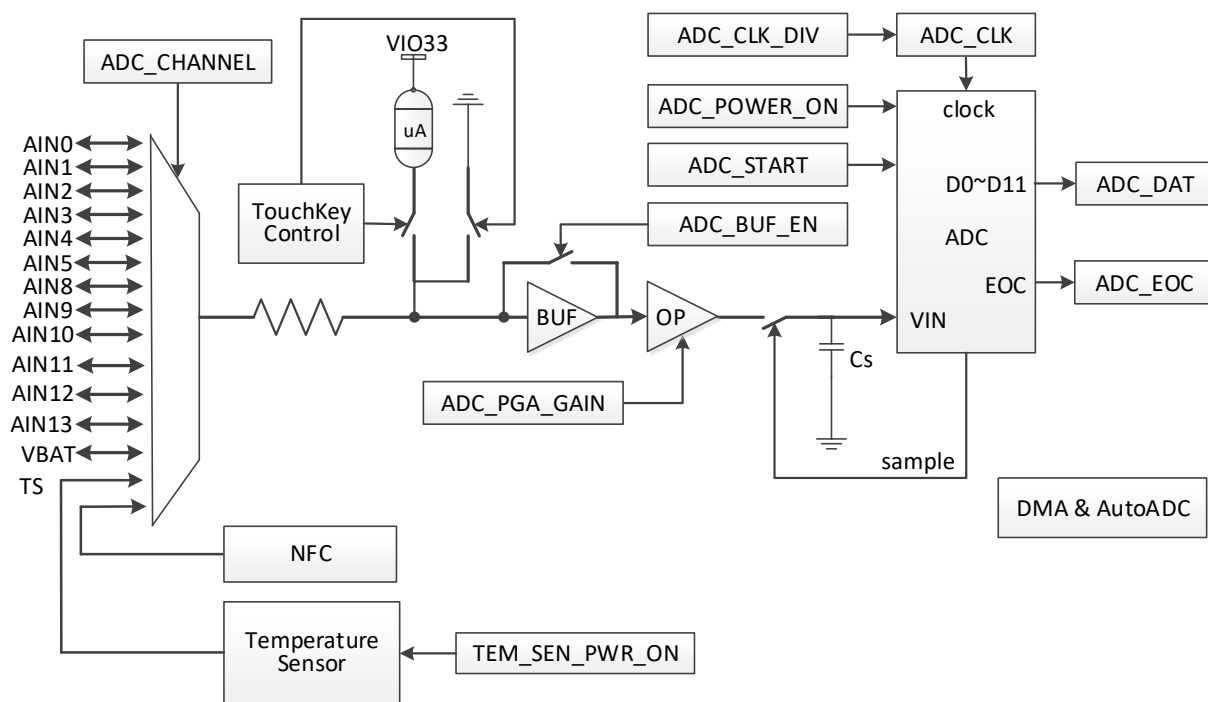 ADC_CHANNEL
VIO33
uA
ADC_CLK_DIV
ADC_CLK
ADC_POWER_ON
clock
ADC_START
D0~D11
ADC_DAT
ADC
EOC
ADC_EOC
VIN
AIN0
AIN1
AIN2
AIN3
AIN4
AIN5
AIN8
AIN9
AIN10
AIN11
AIN12
AIN13
VBAT
TS
TouchKey
Control
ADC_BUF_EN
BUF
OP
Cs
ADC_PGA_GAIN
sample
DMA & AutoADC
NFC
Temperature
Sensor
TEM_SEN_PWR_ON